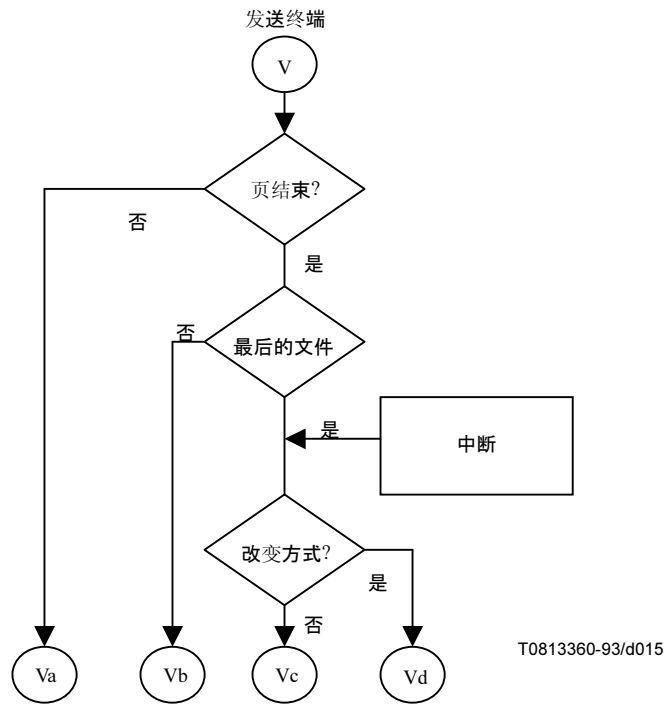 发送终端
V
页结束?
否
是
最后的文件
否
是
中断
改变方式?
是
否
Va
Vb
Vc
Vd
T0813360-93/d015